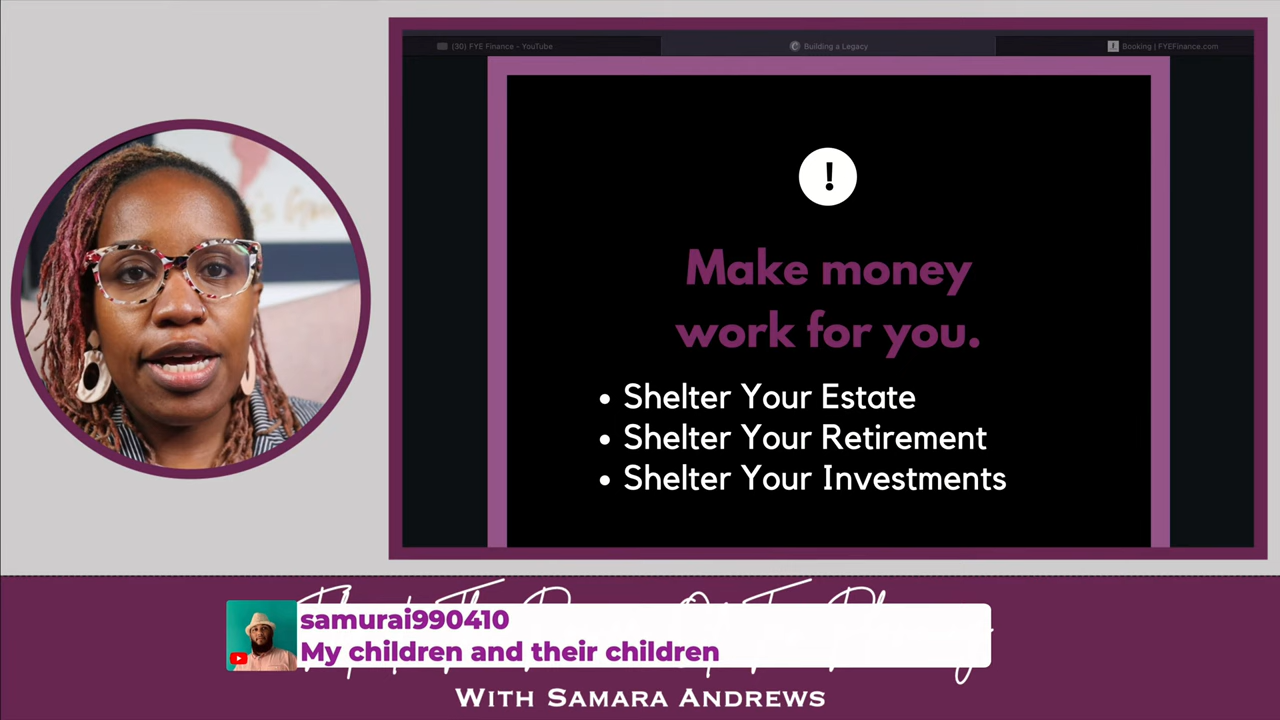 (30) FYE Finance - YouTube
Building a Legacy
Booking | FYEFinance.com
!
Make money
work for you.
• Shelter Your Estate
• Shelter Your Retirement
• Shelter Your Investments
samurai990410
My children and their children
WITH SAMARA ANDREWS